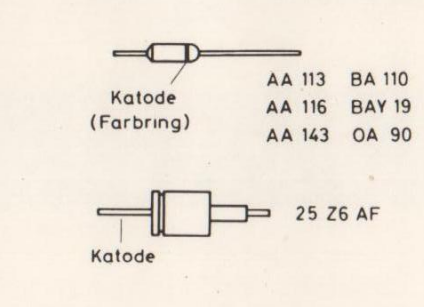 Katode
(Farbring)
AA 113 BA 110
AA 116 BAY 19
AA 143 OA 90
25 Z6 AF
Katode